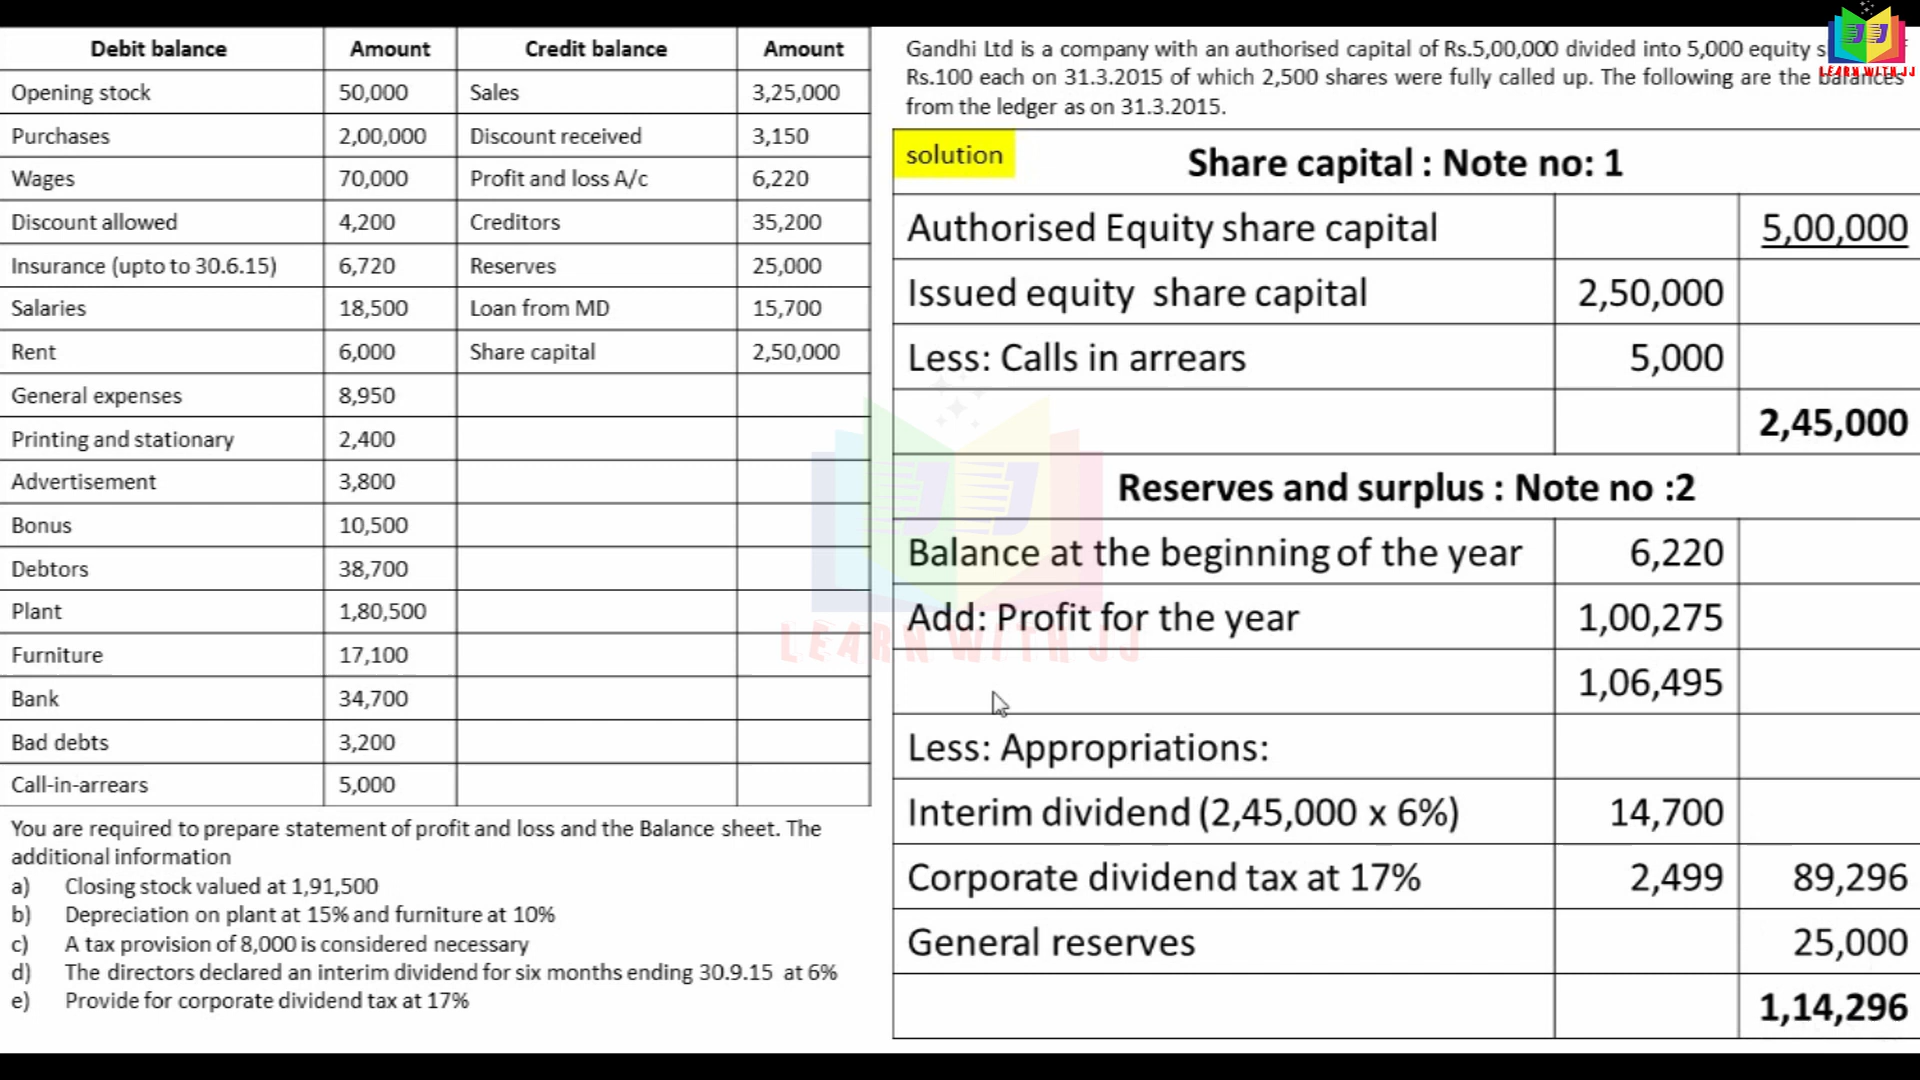 Debit balance Amount Credit balance Amount
Opening stock 50,000 Sales 3,25,000
Purchases 2,00,000 Discount received 3,150
Wages 70,000 Profit and loss A/c 6,220
Discount allowed 4,200 Creditors 35,200
Insurance (upto to 30.6.15) 6,720 Reserves 25,000
Salaries 18,500 Loan from MD 15,700
Rent 6,000 Share capital 2,50,000
General expenses 8,950
Printing and stationary 2,400
Advertisement 3,800
Bonus 10,500
Debtors 38,700
Plant 1,80,500
Furniture 17,100
Bank 34,700
Bad debts 3,200
Call-in-arrears 5,000
You are required to prepare statement of profit and loss and the Balance sheet. The
additional information
a) Closing stock valued at 1,91,500
b) Depreciation on plant at 15% and furniture at 10%
c) A tax provision of 8,000 is considered necessary
d) The directors declared an interim dividend for six months ending 30.9.15 at 6%
e) Provide for corporate dividend tax at 17%
Gandhi Ltd is a company with an authorised capital of Rs.5,00,000 divided into 5,000 equity
Rs.100 each on 31.3.2015 of which 2,500 shares were fully called up. The following are the balances
from the ledger as on 31.3.2015.
solution
Share capital : Note no: 1
Authorised Equity share capital 5,00,000
Issued equity share capital 2,50,000
Less: Calls in arrears 5,000
2,45,000
Reserves and surplus : Note no :2
Balance at the beginning of the year 6,220
Add: Profit for the year 1,00,275
1,06,495
Less: Appropriations:
Interim dividend (2,45,000 x 6%) 14,700
Corporate dividend tax at 17% 2,499 89,296
General reserves 25,000
1,14,296
JJ
LEARN WITH JJ
JJ
LEARN WITH JJ